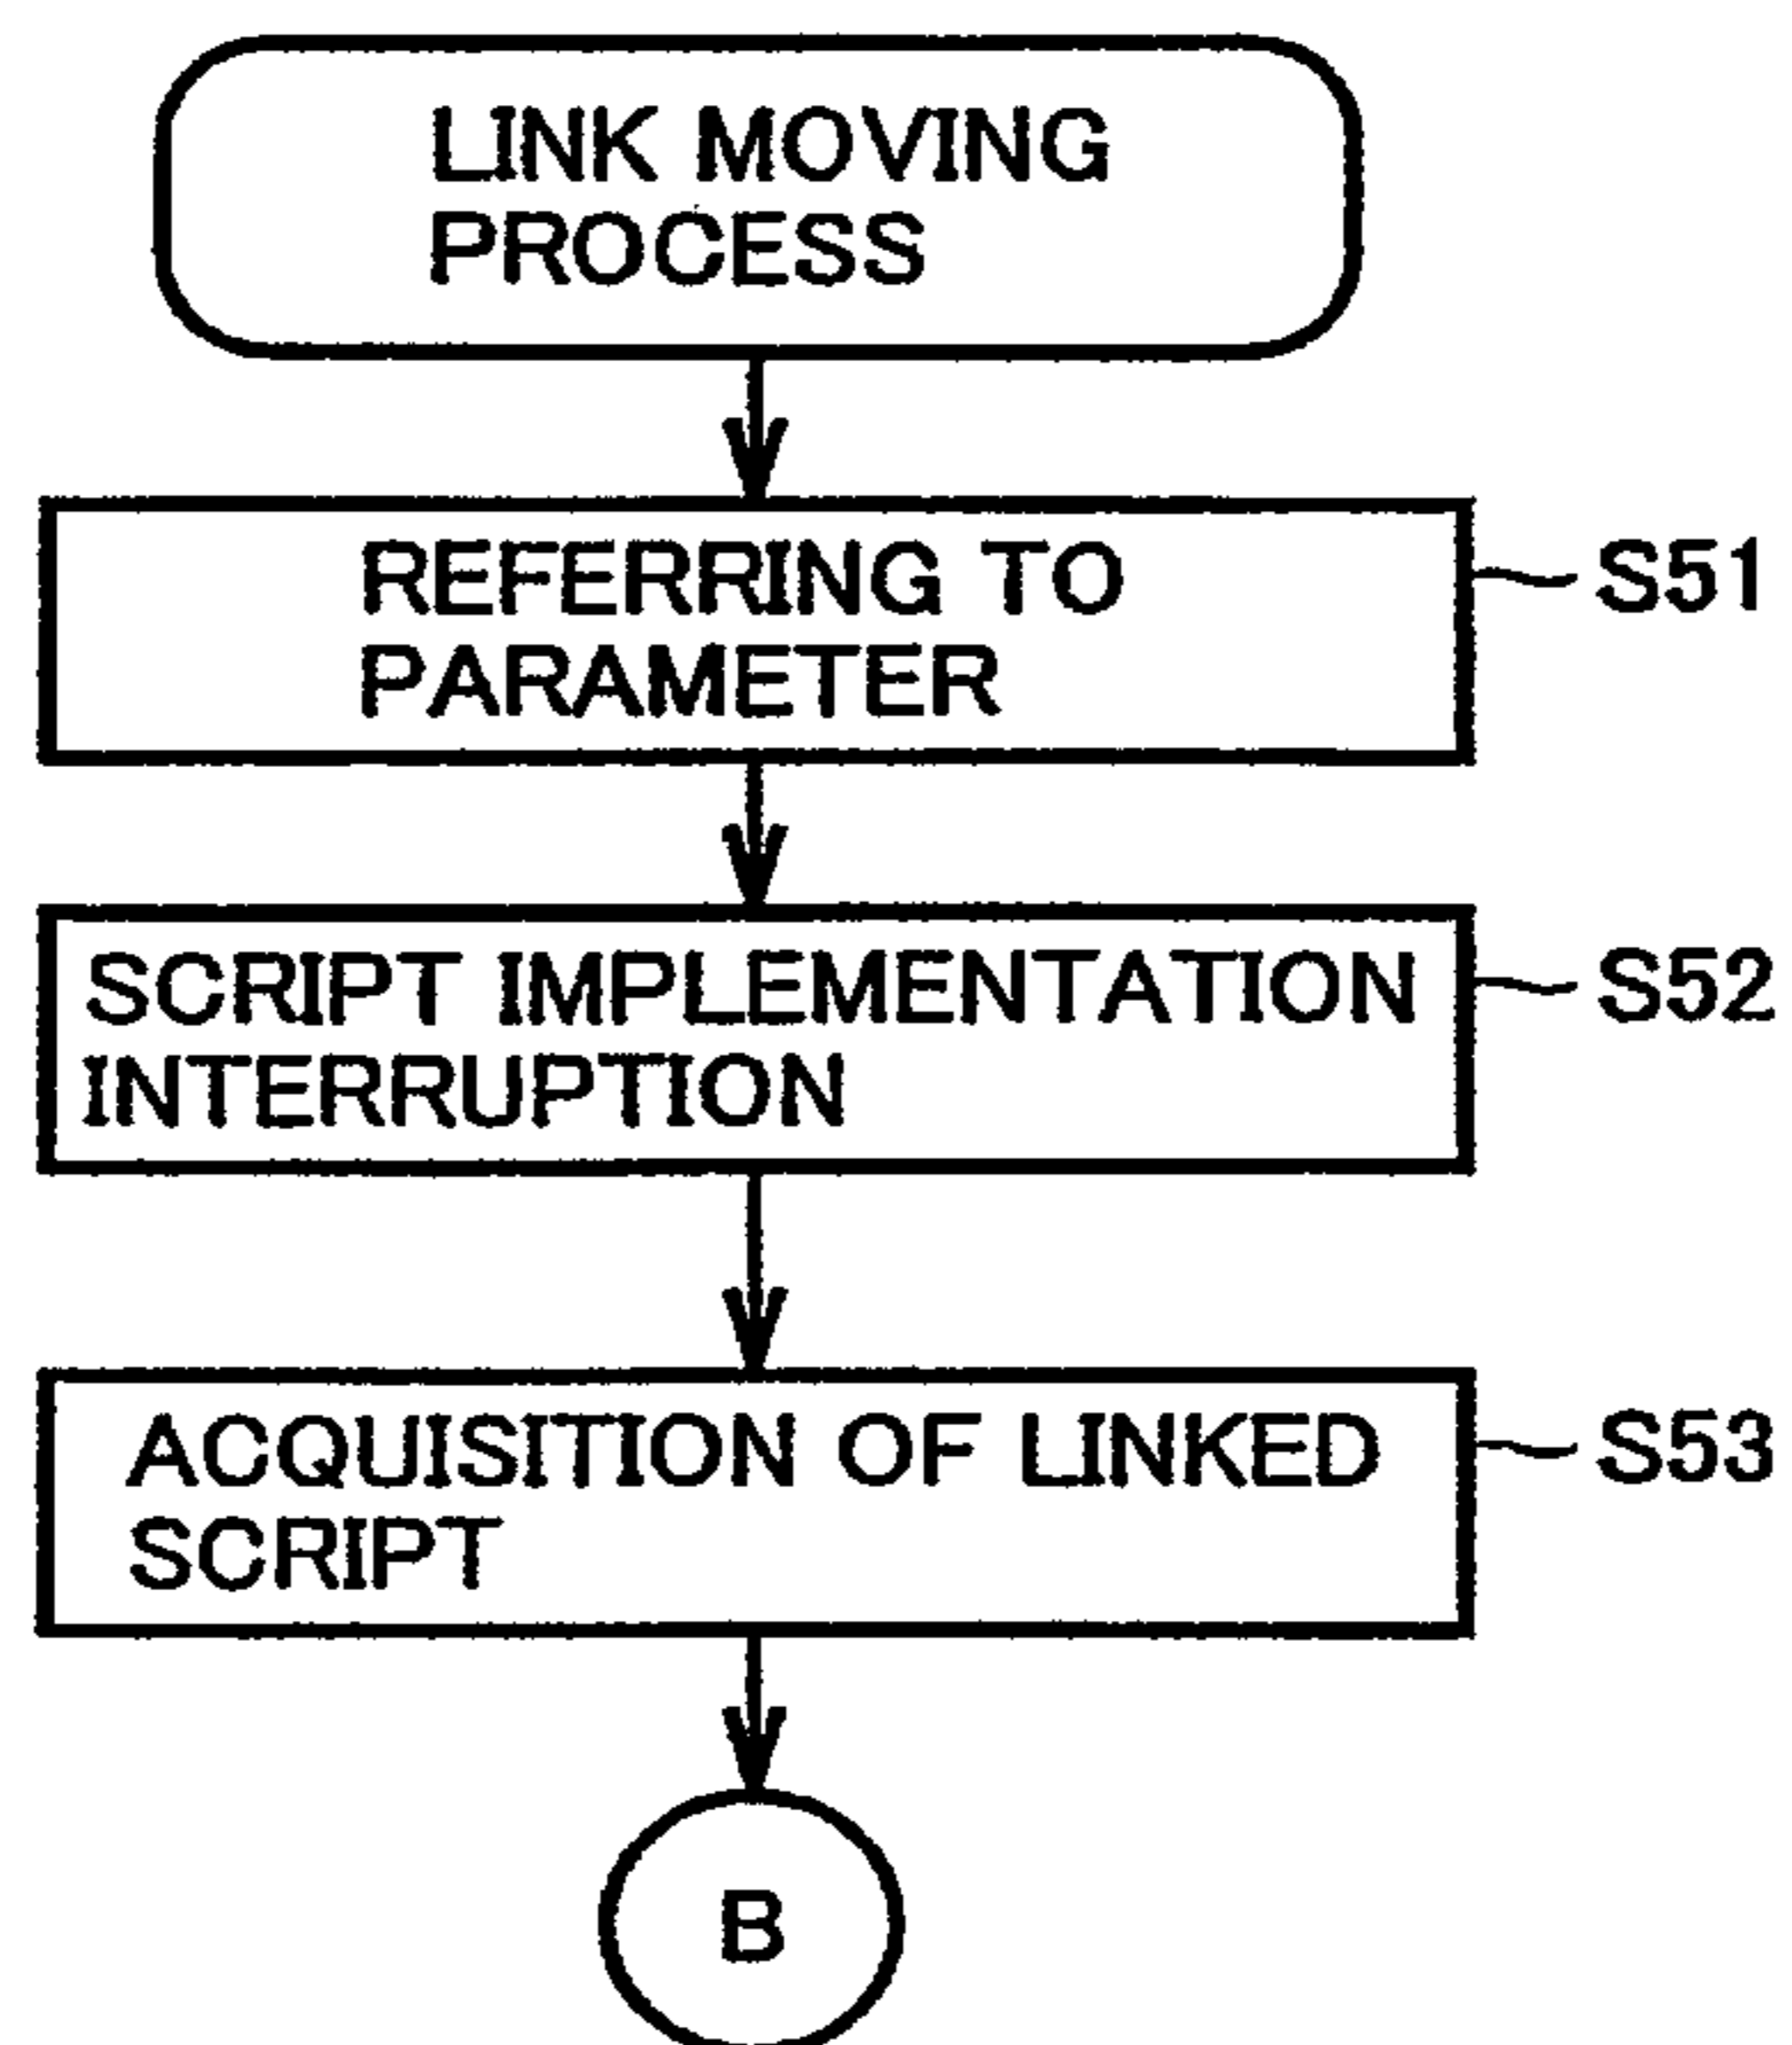 LINK MOVING
PROCESS
REFERRING TO
PARAMETER
S51
SCRIPT IMPLEMENTATION
INTERRUPTION
S52
ACQUISITION OF LINKED
SCRIPT
S53
B